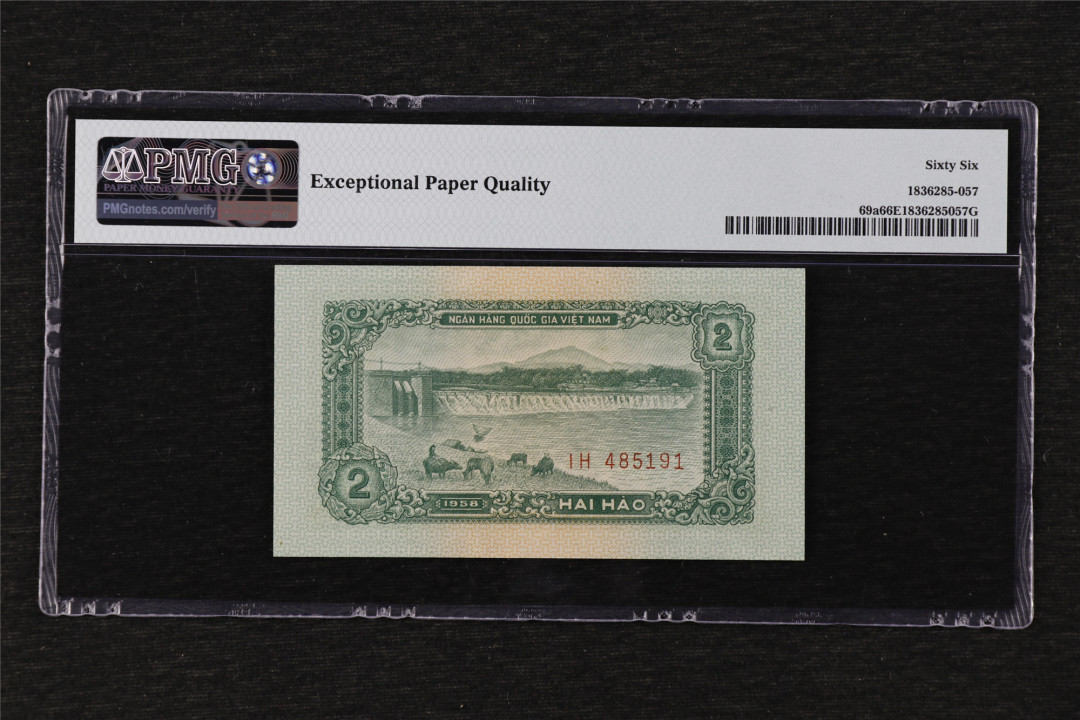 PMG
PAPER MONEY GUARANTY
PMGnotes.com/verify
Exceptional Paper Quality
Sixty Six
1836285-057
69a66E1836285057G
NGÂN HÀNG QUỐC GIA VIỆT NAM
2
IH 485191
2
1958
HAI HÀO